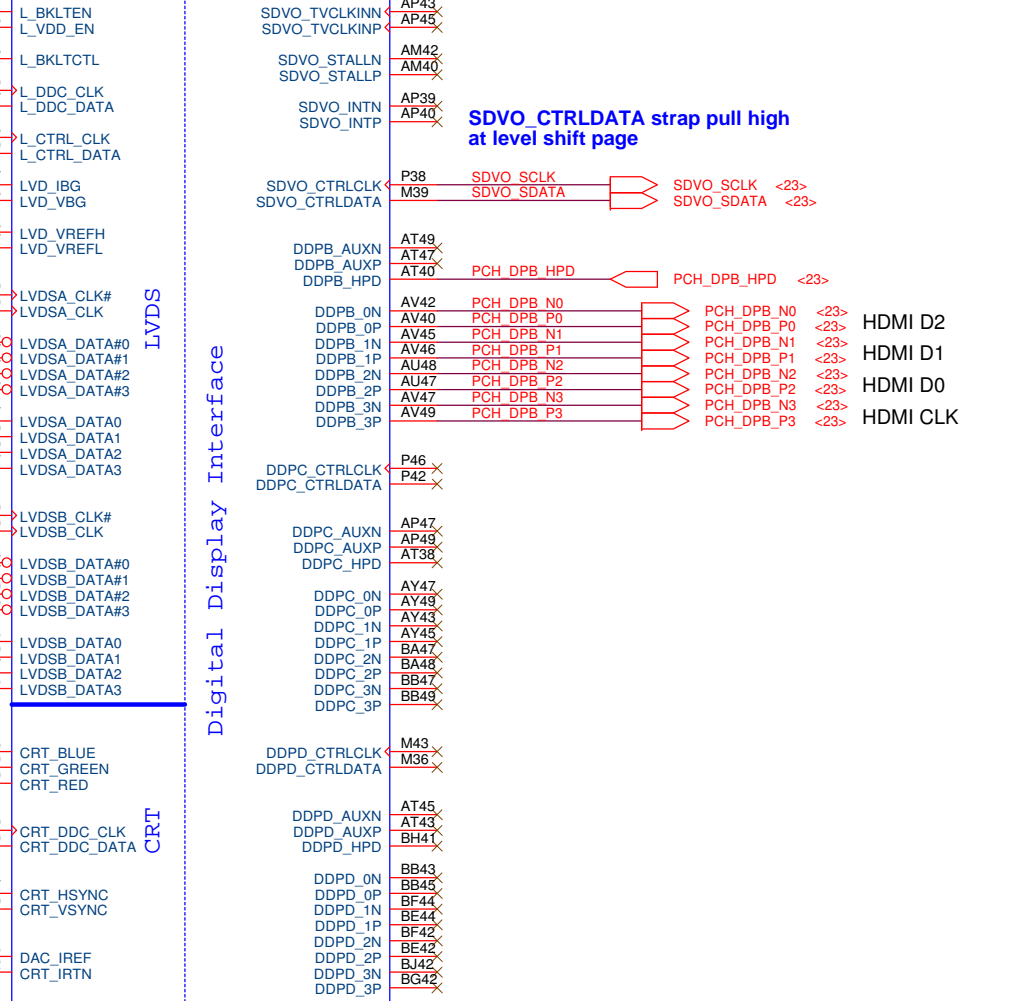 L_BKLTEN
L_VDD_EN
L_BKLTCTL
L_DDC_CLK
L_DDC_DATA
L_CTRL_CLK
L_CTRL_DATA
LVD_IBG
LVD_VBG
LVD_VREFH
LVD_VREFL
LVDSA_CLK#
LVDSA_CLK
LVDSA_DATA#0
LVDSA_DATA#1
LVDSA_DATA#2
LVDSA_DATA#3
LVDSA_DATA0
LVDSA_DATA1
LVDSA_DATA2
LVDSA_DATA3
LVDSB_CLK#
LVDSB_CLK
LVDSB_DATA#0
LVDSB_DATA#1
LVDSB_DATA#2
LVDSB_DATA#3
LVDSB_DATA0
LVDSB_DATA1
LVDSB_DATA2
LVDSB_DATA3
CRT_BLUE
CRT_GREEN
CRT_RED
CRT_DDC_CLK
CRT_DDC_DATA
CRT_HSYNC
CRT_VSYNC
DAC_IREF
CRT_IRTN
LVDS
CRT
Digital Display Interface
SDVO_TVCLKINN AP43
SDVO_TVCLKINP AP45
SDVO_STALLN AM42
SDVO_STALLP AM40
SDVO_INTN AP39
SDVO_INTP AP40
SDVO_CTRLDATA strap pull high
at level shift page
SDVO_CTRLCLK P38 SDVO_SCLK SDVO_SCLK <23>
SDVO_CTRLDATA M39 SDVO_SDATA SDVO_SDATA <23>
DDPB_AUXN AT49
DDPB_AUXP AT47
DDPB_HPD AT40 PCH_DPB_HPD PCH_DPB_HPD <23>
DDPB_0N AV42 PCH_DPB_N0 PCH_DPB_N0 <23>
DDPB_0P AV40 PCH_DPB_P0 PCH_DPB_P0 <23> HDMI D2
DDPB_1N AV45 PCH_DPB_N1 PCH_DPB_N1 <23>
DDPB_1P AV46 PCH_DPB_P1 PCH_DPB_P1 <23> HDMI D1
DDPB_2N AU48 PCH_DPB_N2 PCH_DPB_N2 <23>
DDPB_2P AU47 PCH_DPB_P2 PCH_DPB_P2 <23> HDMI D0
DDPB_3N AV47 PCH_DPB_N3 PCH_DPB_N3 <23>
DDPB_3P AV49 PCH_DPB_P3 PCH_DPB_P3 <23> HDMI CLK
DDPC_CTRLCLK P46
DDPC_CTRLDATA P42
DDPC_AUXN AP47
DDPC_AUXP AP49
DDPC_HPD AT38
DDPC_0N AY47
DDPC_0P AY49
DDPC_1N AY43
DDPC_1P AY45
DDPC_2N BA47
DDPC_2P BA48
DDPC_3N BB47
DDPC_3P BB49
DDPD_CTRLCLK M43
DDPD_CTRLDATA M36
DDPD_AUXN AT45
DDPD_AUXP AT43
DDPD_HPD BH41
DDPD_0N BB43
DDPD_0P BB45
DDPD_1N BF44
DDPD_1P BE44
DDPD_2N BF42
DDPD_2P BE42
DDPD_3N BJ42
DDPD_3P BG42